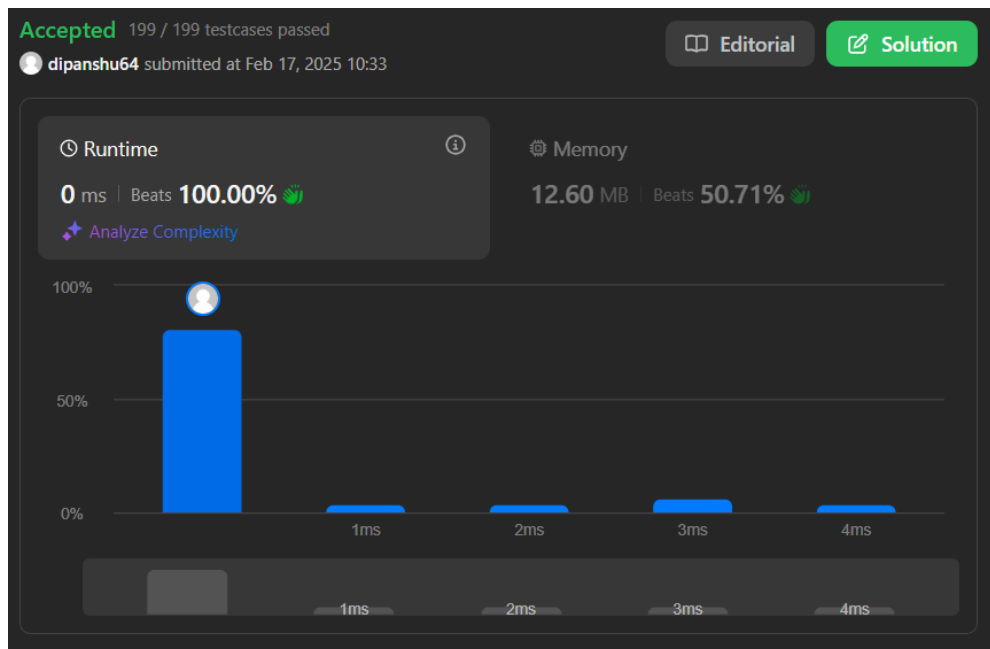 Accepted 199 / 199 testcases passed
Editorial
Solution
dipanshu64 submitted at Feb 17, 2025 10:33
Runtime
0 ms | Beats 100.00%
Analyze Complexity
Memory
12.60 MB | Beats 50.71%
100%
50%
0%
1ms 2ms 3ms 4ms
1ms 2ms 3ms 4ms